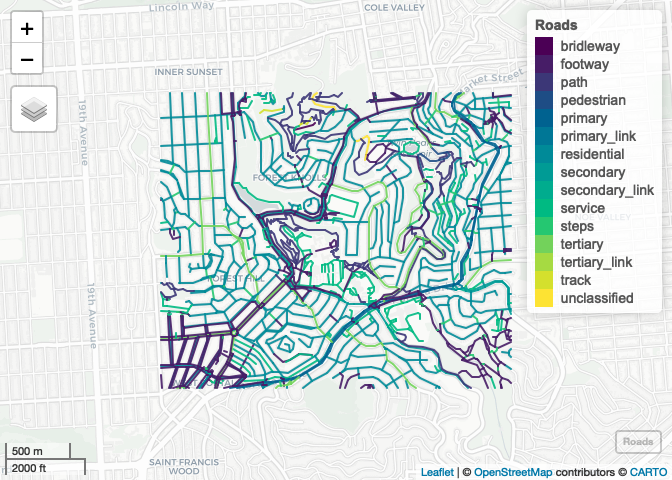 Lincoln Way
COLE VALLEY
+
−
INNER SUNSET
Market Street
19th Avenue
FOREST KNOLLS
FOREST HILL
19th Avenue
VALLEY
Roads
bridleway
footway
path
pedestrian
primary
primary_link
residential
secondary
secondary_link
service
steps
tertiary
tertiary_link
track
unclassified
500 m
2000 ft
SAINT FRANCIS
WOOD
Roads
Leaflet | © OpenStreetMap contributors © CARTO